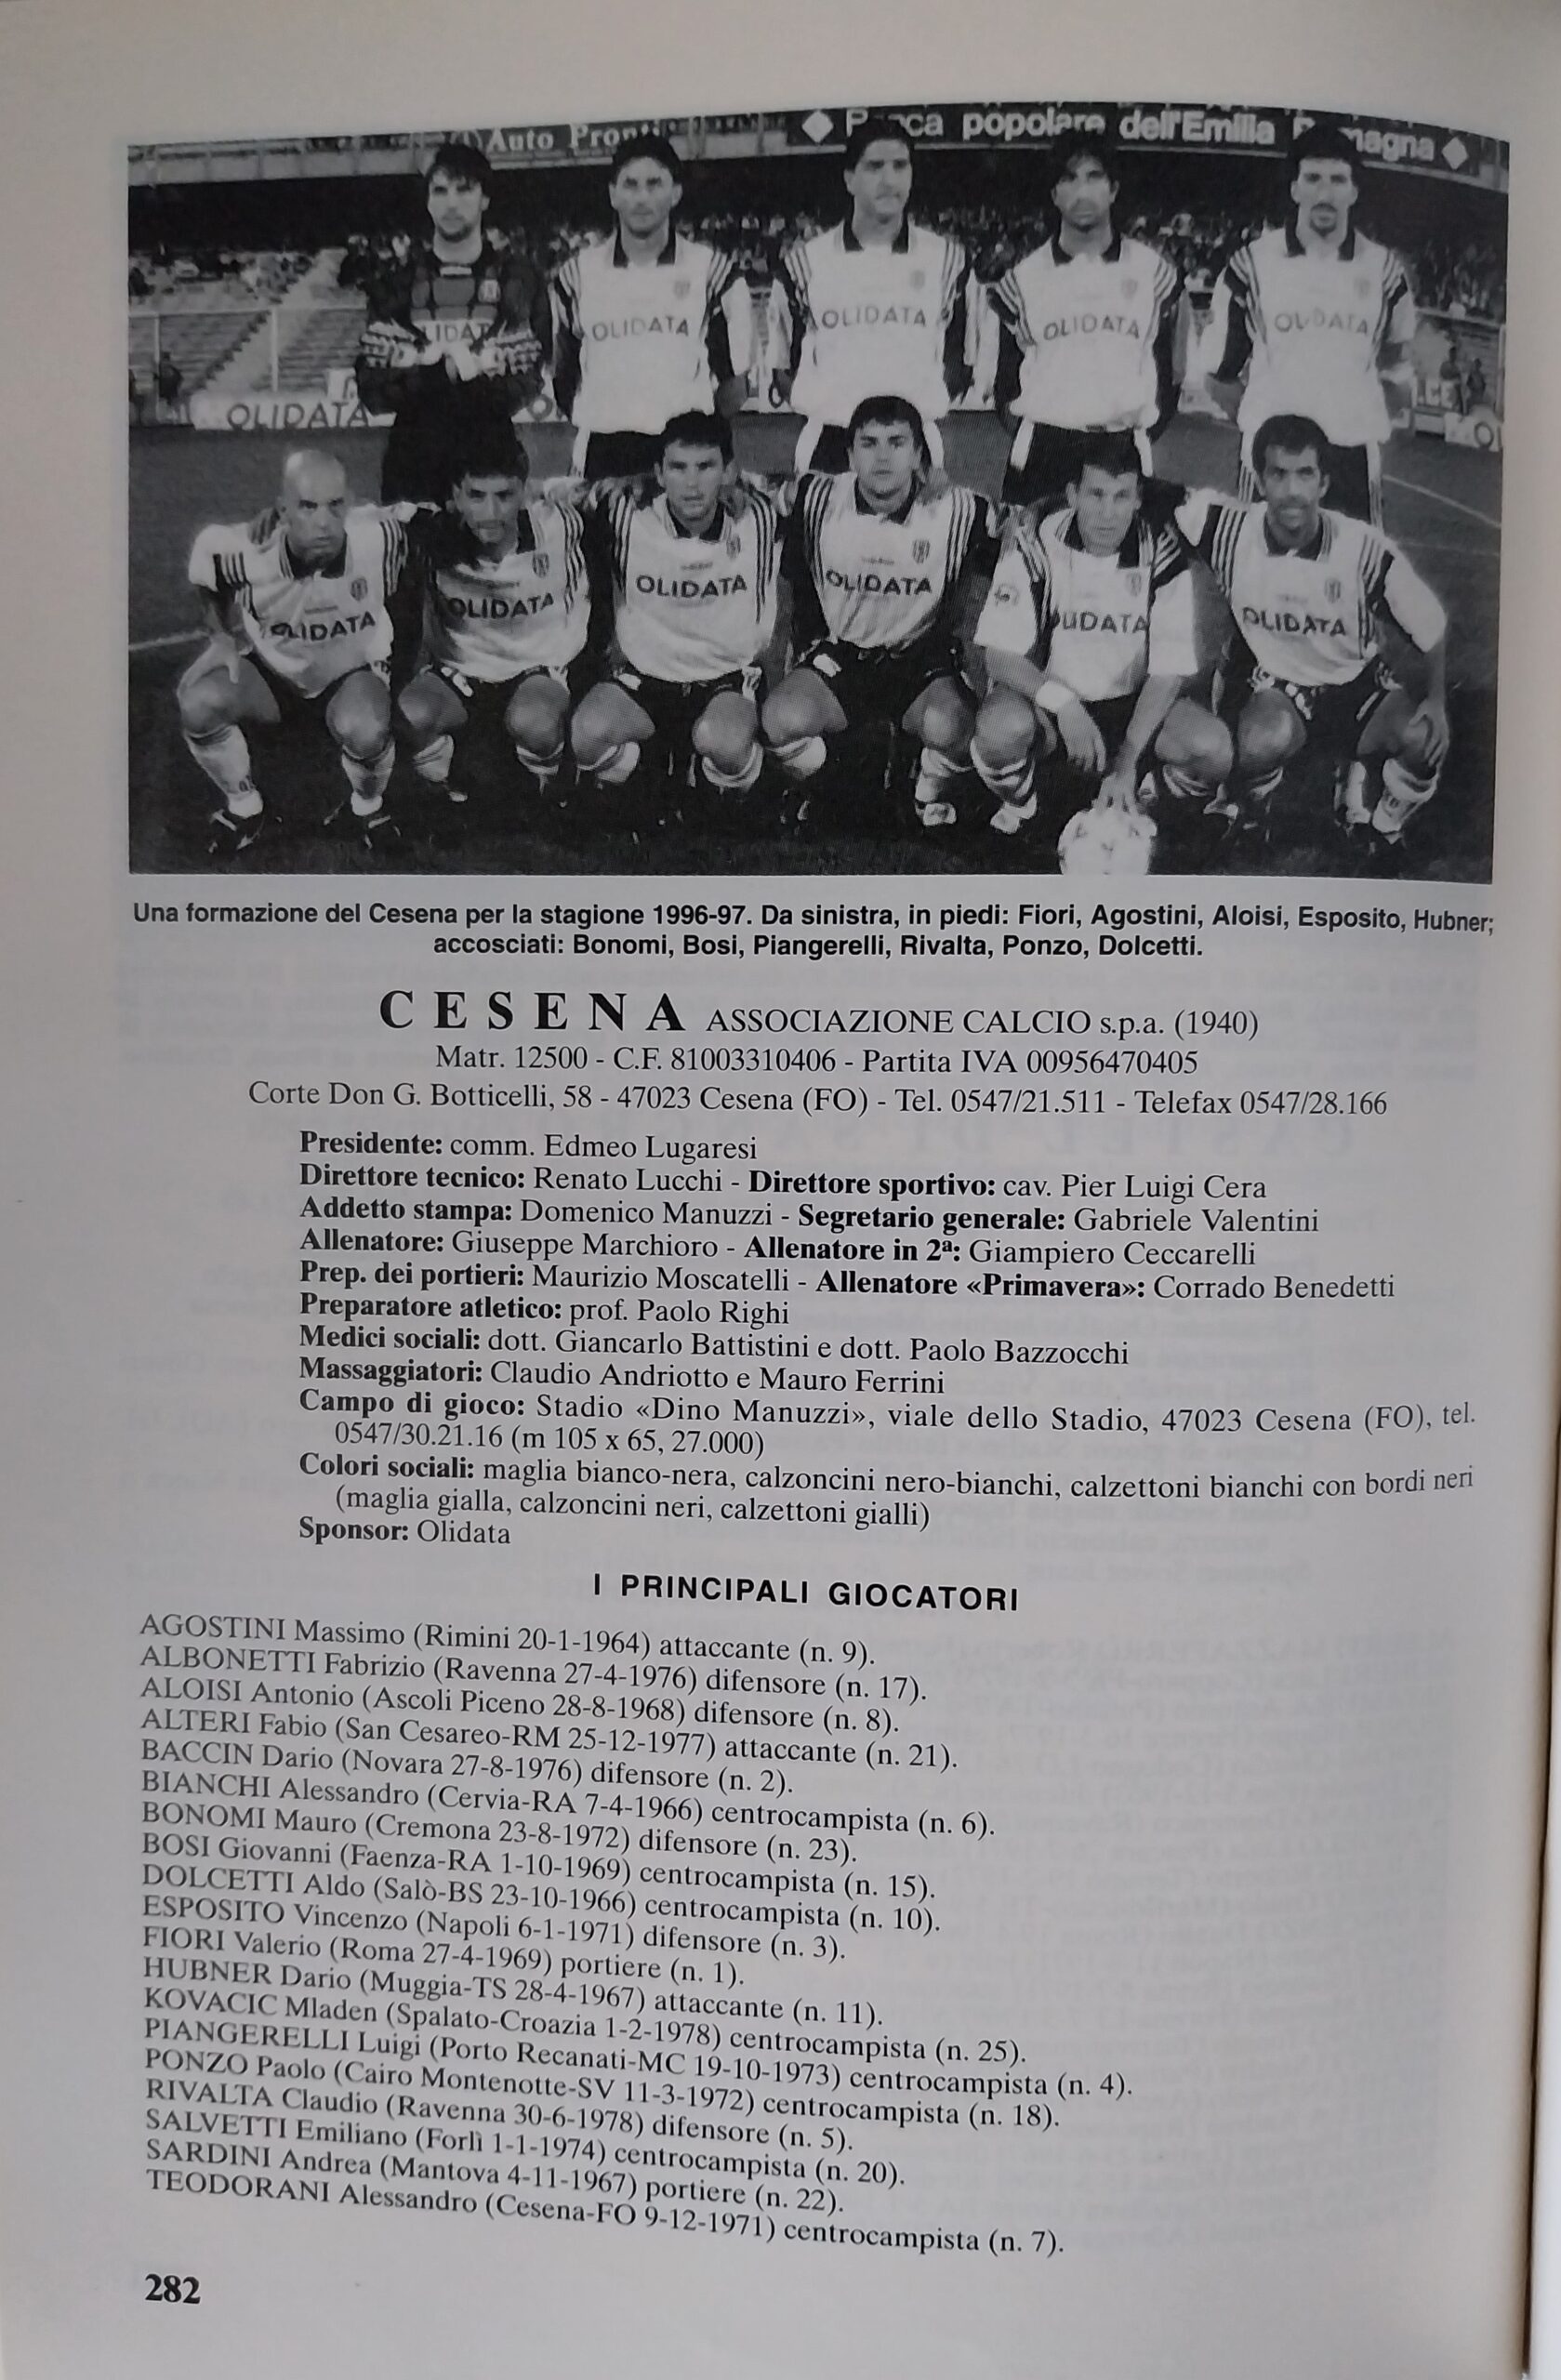 Auto Pron
popolare dell'Emilia
magna
OLIDATA
OLIDATA
OLIDATA
OLIDATA
OLIDATA
OLIDATA
OLIDATA
OLIDATA
OLIDATA
OLIDATA
Una formazione del Cesena per la stagione 1996-97. Da sinistra, in piedi: Fiori, Agostini, Aloisi, Esposito, Hubner;
accosciati: Bonomi, Bosi, Piangerelli, Rivalta, Ponzo, Dolcetti.
CESENA ASSOCIAZIONE CALCIO s.p.a. (1940)
Matr. 12500 - C.F. 81003310406 - Partita IVA 00956470405
Corte Don G. Botticelli, 58 - 47023 Cesena (FO) - Tel. 0547/21.511 - Telefax 0547/28.166
Presidente: comm. Edmeo Lugaresi
Direttore tecnico: Renato Lucchi - Direttore sportivo: cav. Pier Luigi Cera
Addetto stampa: Domenico Manuzzi - Segretario generale: Gabriele Valentini
Allenatore: Giuseppe Marchioro - Allenatore in 2ª: Giampiero Ceccarelli
Prep. dei portieri: Maurizio Moscatelli - Allenatore «Primavera»: Corrado Benedetti
Preparatore atletico: prof. Paolo Righi
Medici sociali: dott. Giancarlo Battistini e dott. Paolo Bazzocchi
Massaggiatori: Claudio Andriotto e Mauro Ferrini
Campo di gioco: Stadio «Dino Manuzzi», viale dello Stadio, 47023 Cesena (FO), tel.
0547/30.21.16 (m 105 x 65, 27.000)
Colori sociali: maglia bianco-nera, calzoncini nero-bianchi, calzettoni bianchi con bordi neri
(maglia gialla, calzoncini neri, calzettoni gialli)
Sponsor: Olidata
I PRINCIPALI GIOCATORI
AGOSTINI Massimo (Rimini 20-1-1964) attaccante (n. 9).
ALBONETTI Fabrizio (Ravenna 27-4-1976) difensore (n. 17).
ALOISI Antonio (Ascoli Piceno 28-8-1968) difensore (n. 8).
ALTERI Fabio (San Cesareo-RM 25-12-1977) attaccante (n. 21).
BACCIN Dario (Novara 27-8-1976) difensore (n. 2).
BIANCHI Alessandro (Cervia-RA 7-4-1966) centrocampista (n. 6).
BONOMI Mauro (Cremona 23-8-1972) difensore (n. 23).
BOSI Giovanni (Faenza-RA 1-10-1969) centrocampista (n. 15).
DOLCETTI Aldo (Salò-BS 23-10-1966) centrocampista (n. 10).
ESPOSITO Vincenzo (Napoli 6-1-1971) difensore (n. 3).
FIORI Valerio (Roma 27-4-1969) portiere (n. 1).
HUBNER Dario (Muggia-TS 28-4-1967) attaccante (n. 11).
KOVACIC Mladen (Spalato-Croazia 1-2-1978) centrocampista (n. 25).
PIANGERELLI Luigi (Porto Recanati-MC 19-10-1973) centrocampista (n. 4).
PONZO Paolo (Cairo Montenotte-SV 11-3-1972) centrocampista (n. 18).
RIVALTA Claudio (Ravenna 30-6-1978) difensore (n. 5).
SALVETTI Emiliano (Forlì 1-1-1974) centrocampista (n. 20).
SARDINI Andrea (Mantova 4-11-1967) portiere (n. 22).
TEODORANI Alessandro (Cesena-FO 9-12-1971) centrocampista (n. 7).
282